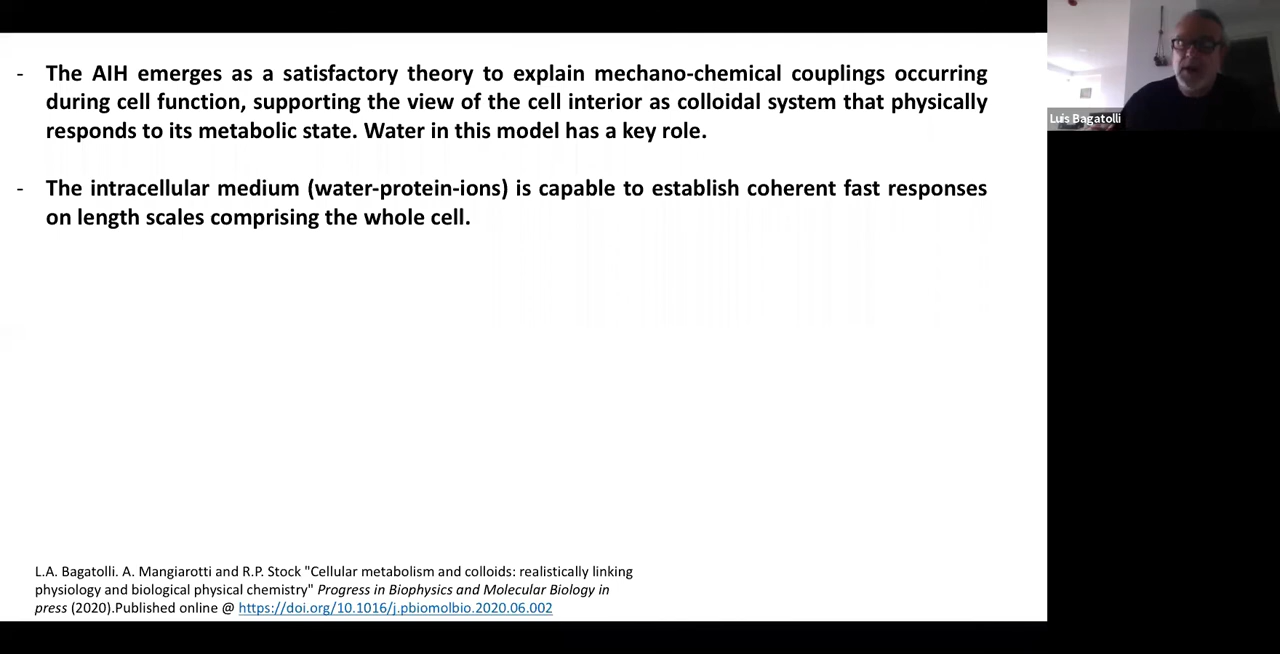 - The AIH emerges as a satisfactory theory to explain mechano-chemical couplings occurring
during cell function, supporting the view of the cell interior as colloidal system that physically
responds to its metabolic state. Water in this model has a key role.
- The intracellular medium (water-protein-ions) is capable to establish coherent fast responses
on length scales comprising the whole cell.
L.A. Bagatolli. A. Mangiarotti and R.P. Stock "Cellular metabolism and colloids: realistically linking
physiology and biological physical chemistry" Progress in Biophysics and Molecular Biology in
press (2020).Published online @ https://doi.org/10.1016/j.pbiomolbio.2020.06.002
Luis Bagatolli